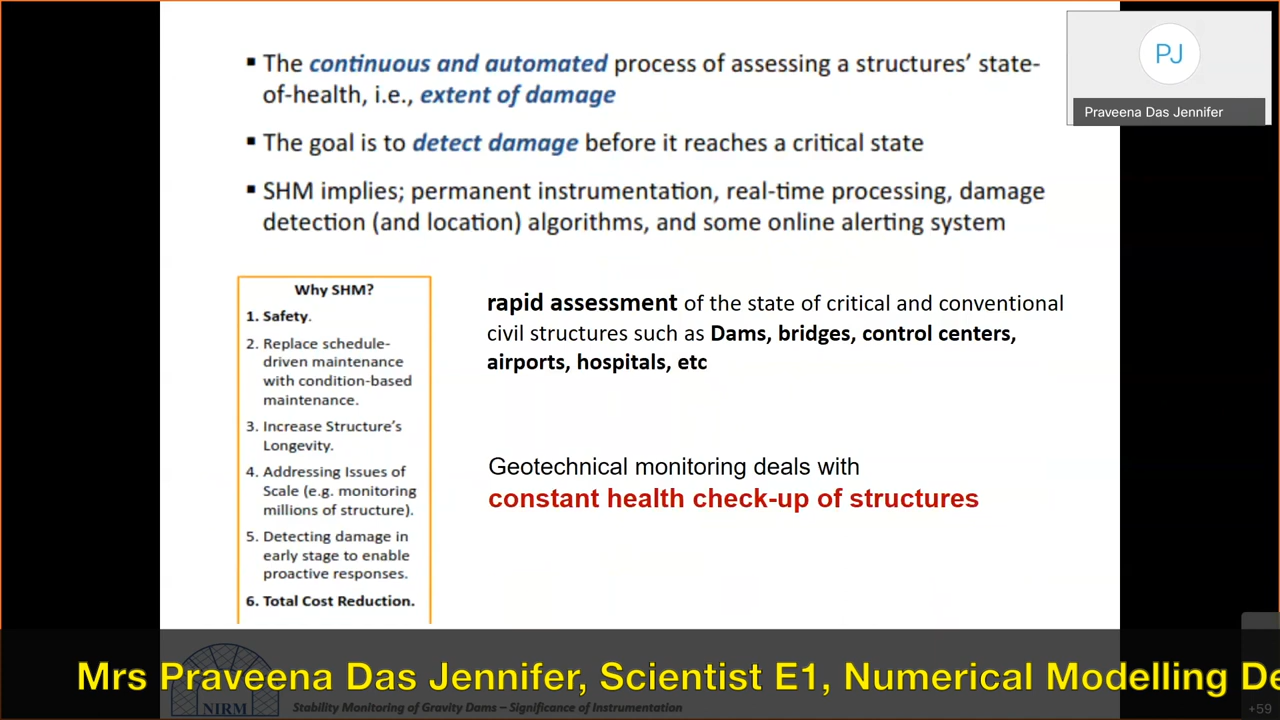 ▪ The continuous and automated process of assessing a structures' state-
of-health, i.e., extent of damage
▪ The goal is to detect damage before it reaches a critical state
▪ SHM implies; permanent instrumentation, real-time processing, damage
detection (and location) algorithms, and some online alerting system
PJ
Praveena Das Jennifer
Why SHM?
1. Safety.
2. Replace schedule-
driven maintenance
with condition-based
maintenance.
3. Increase Structure's
Longevity.
4. Addressing Issues of
Scale (e.g. monitoring
millions of structure).
5. Detecting damage in
early stage to enable
proactive responses.
6. Total Cost Reduction.
rapid assessment of the state of critical and conventional
civil structures such as Dams, bridges, control centers,
airports, hospitals, etc
Geotechnical monitoring deals with
constant health check-up of structures
Mrs Praveena Das Jennifer, Scientist E1, Numerical Modelling De
NIRM
Stability Monitoring of Gravity Dams – Significance of Instrumentation
+59